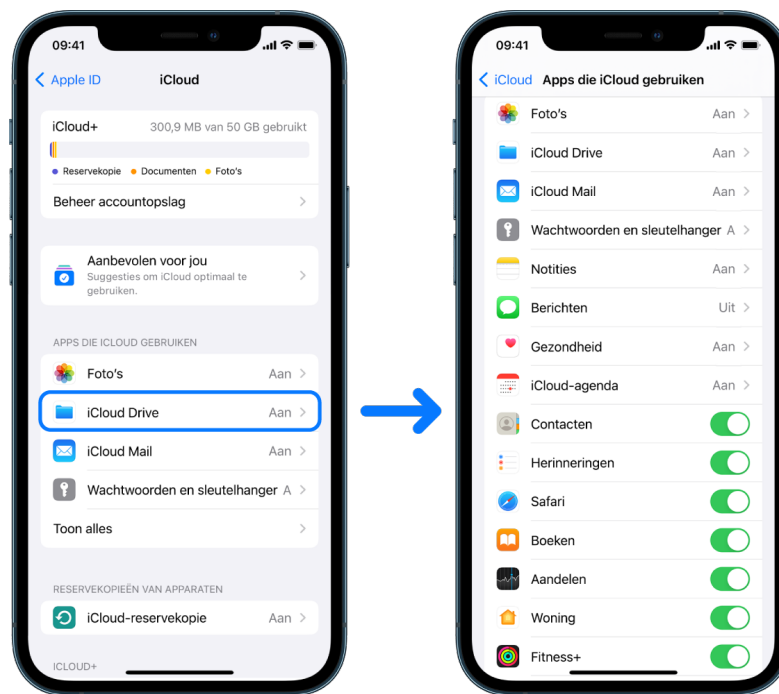 09:41
Apple ID
iCloud
iCloud+
300,9 MB van 50 GB gebruikt
Reservekopie
Documenten
Foto's
Beheer accountopslag
Aanbevolen voor jou
Suggesties om iCloud optimaal te
gebruiken.
APPS DIE ICLOUD GEBRUIKEN
Foto's
Aan
iCloud Drive
Aan
iCloud Mail
Aan
Wachtwoorden en sleutelhanger
A
Toon alles
RESERVEKOPIEËN VAN APPARATEN
iCloud-reservekopie
Aan
ICLOUD+
09:41
iCloud
Apps die iCloud gebruiken
Foto's
Aan
iCloud Drive
Aan
iCloud Mail
Aan
Wachtwoorden en sleutelhanger
A
Notities
Aan
Berichten
Uit
Gezondheid
Aan
iCloud-agenda
Aan
Contacten
Herinneringen
Safari
Boeken
Aandelen
Woning
Fitness+